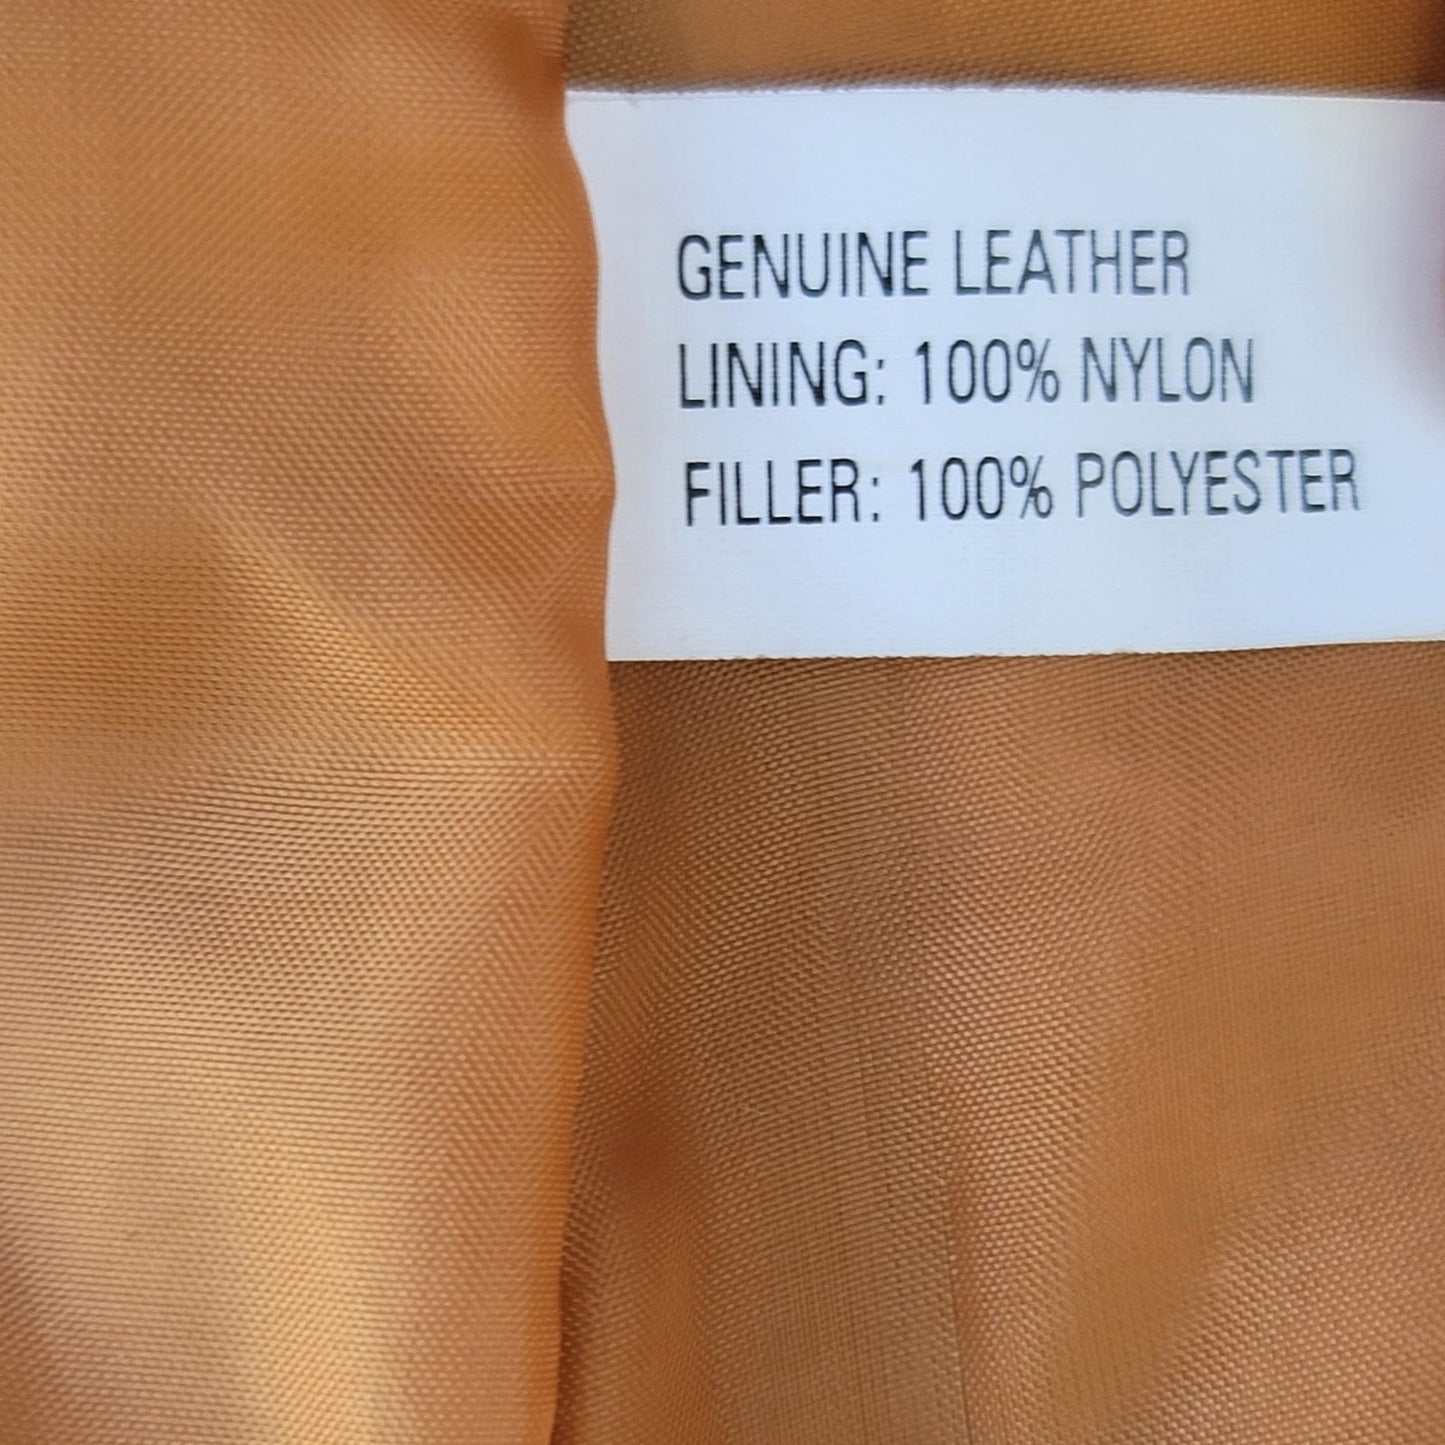 GENUINE LEATHER
LINING: 100% NYLON
FILLER: 100% POLYESTER